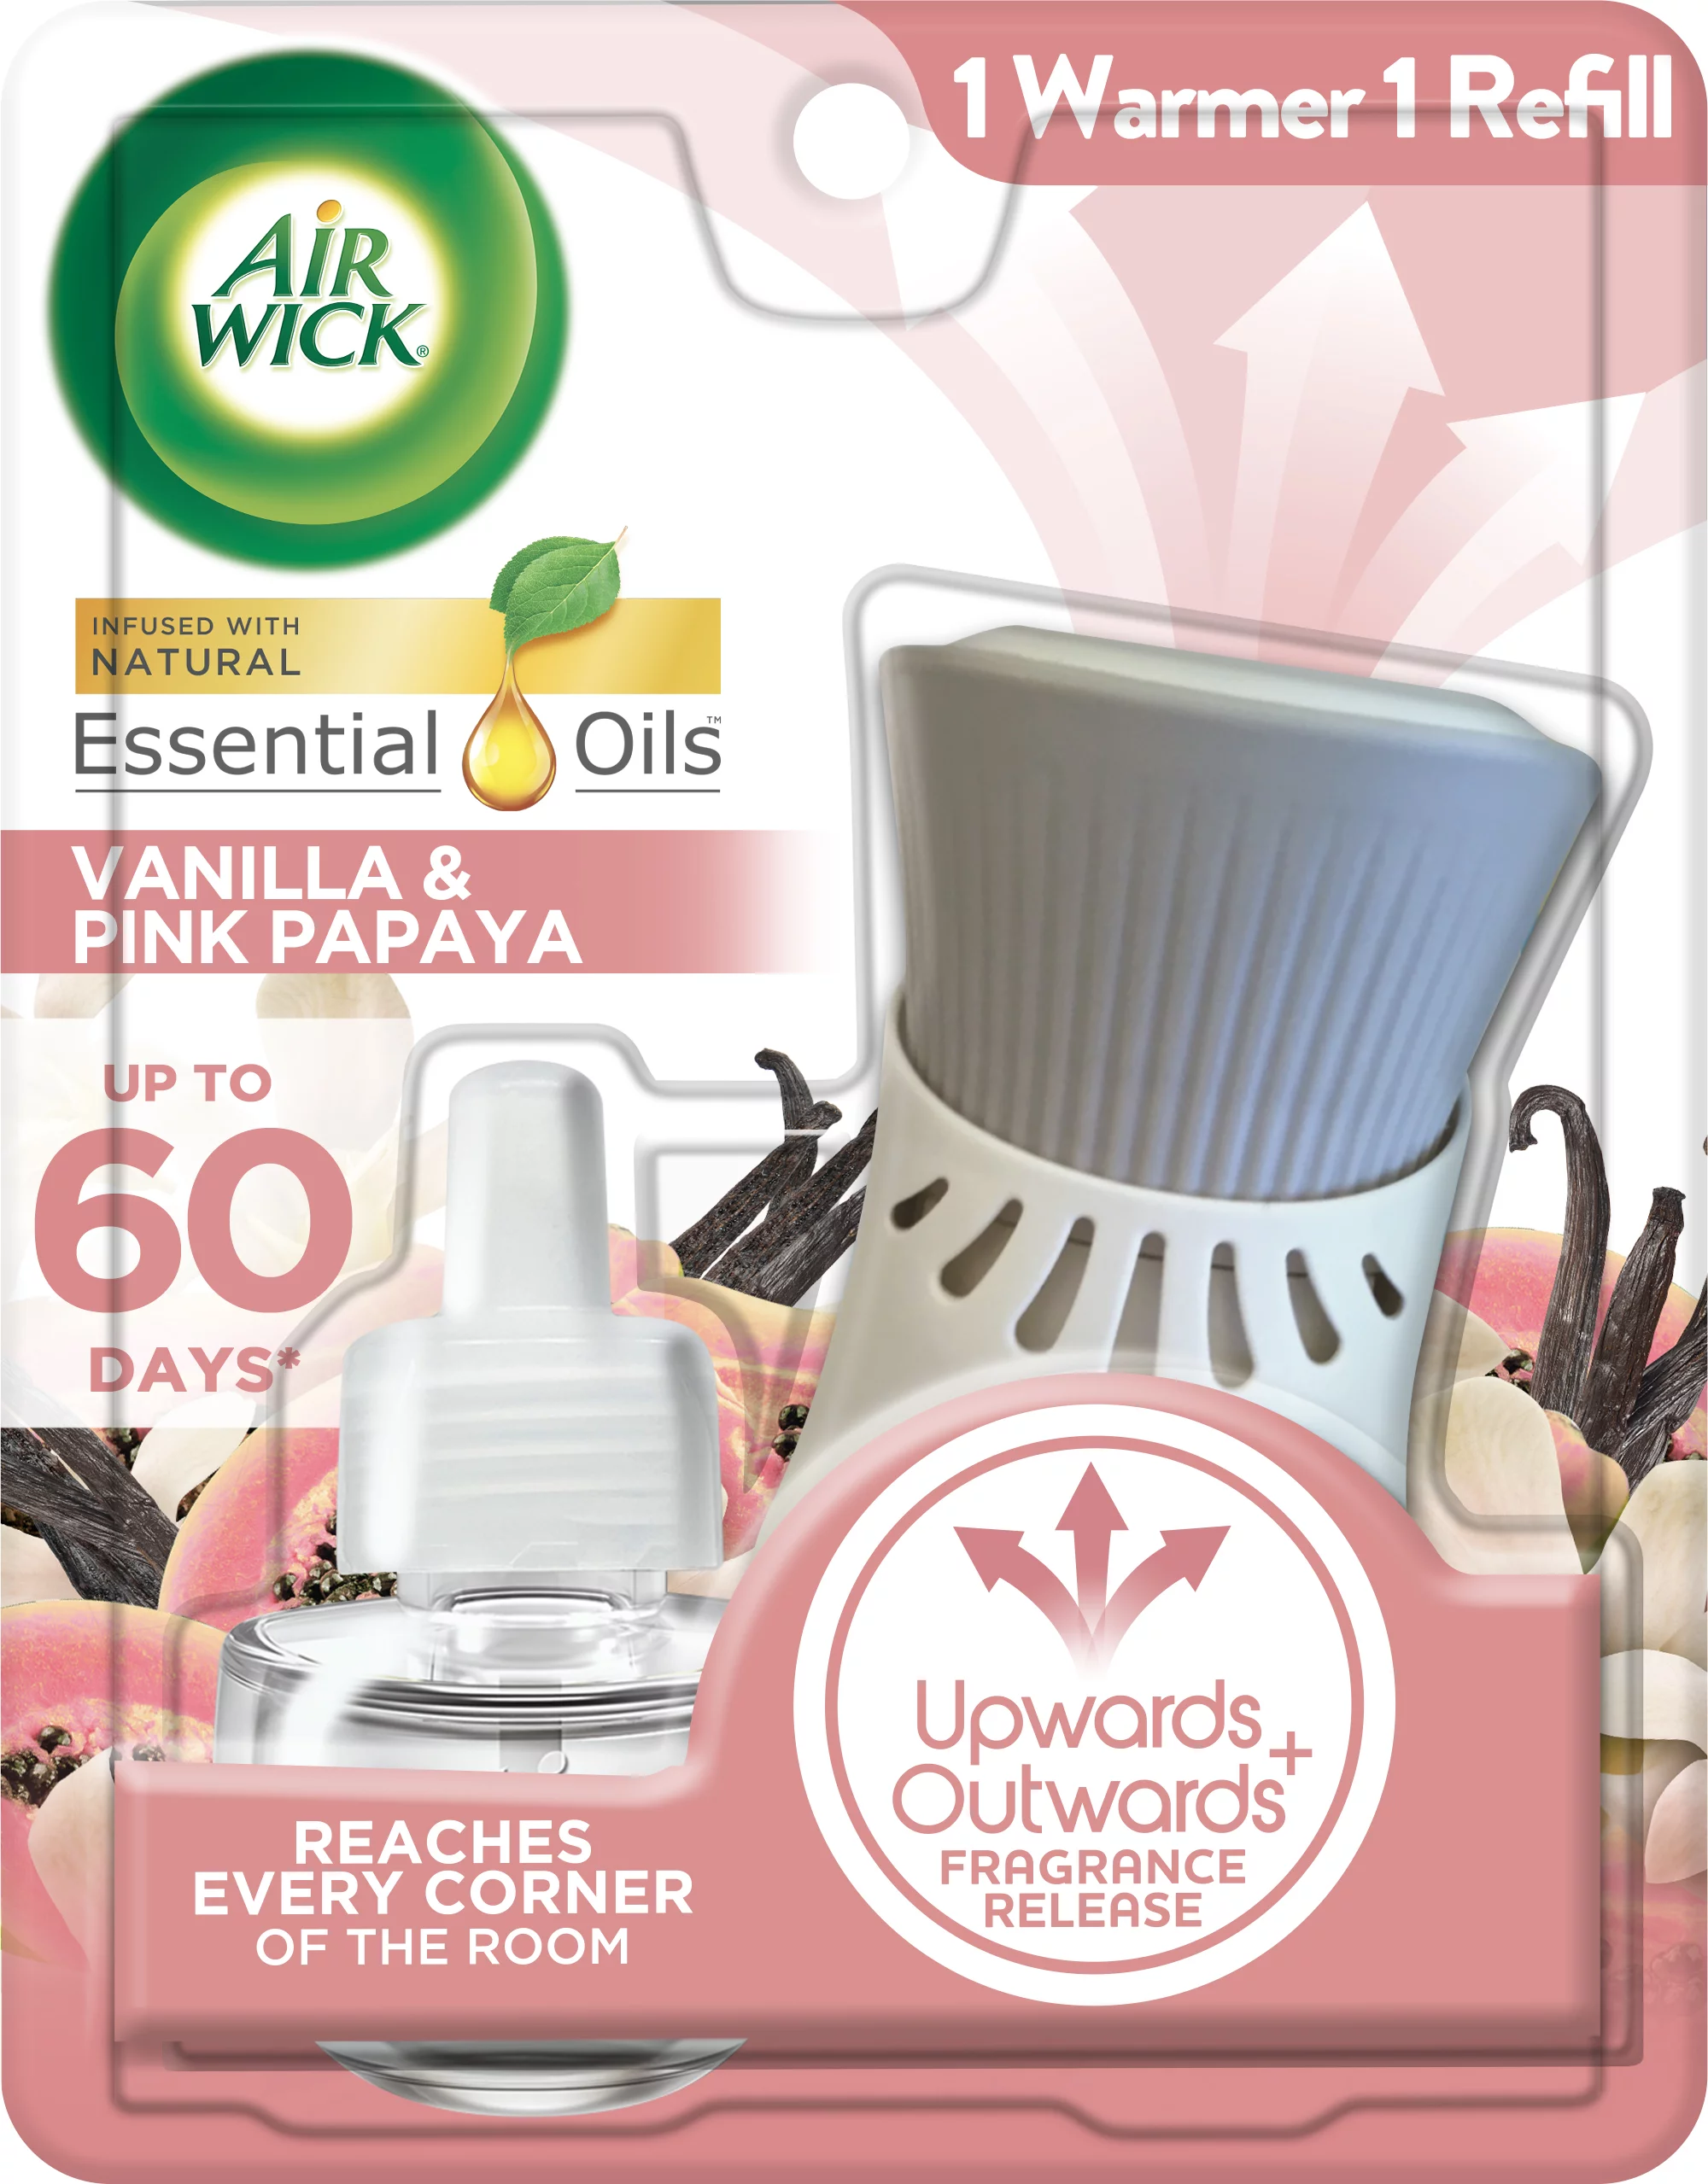 1 Warmer 1 Refill
AIR
WICK®
INFUSED WITH
NATURAL
Essential Oils™
VANILLA &
PINK PAPAYA
UP TO
60
DAYS*
Upwards
+
Outwards
FRAGRANCE
RELEASE
REACHES
EVERY CORNER
OF THE ROOM